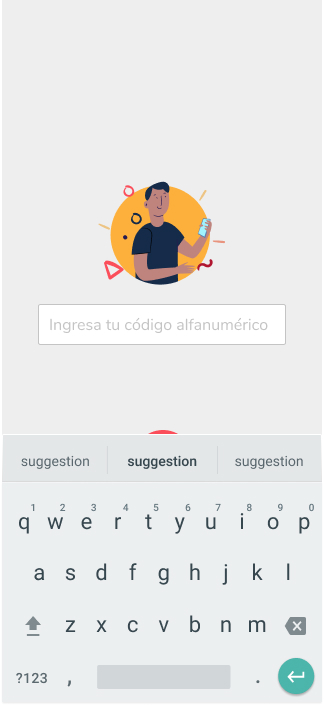 Ingresa tu código alfanumérico
suggestion suggestion suggestion
1 2 3 4 5 6 7 8 9 0
q w e r t y u i o p
a s d f g h j k l
z x c v b n m
?123 , .